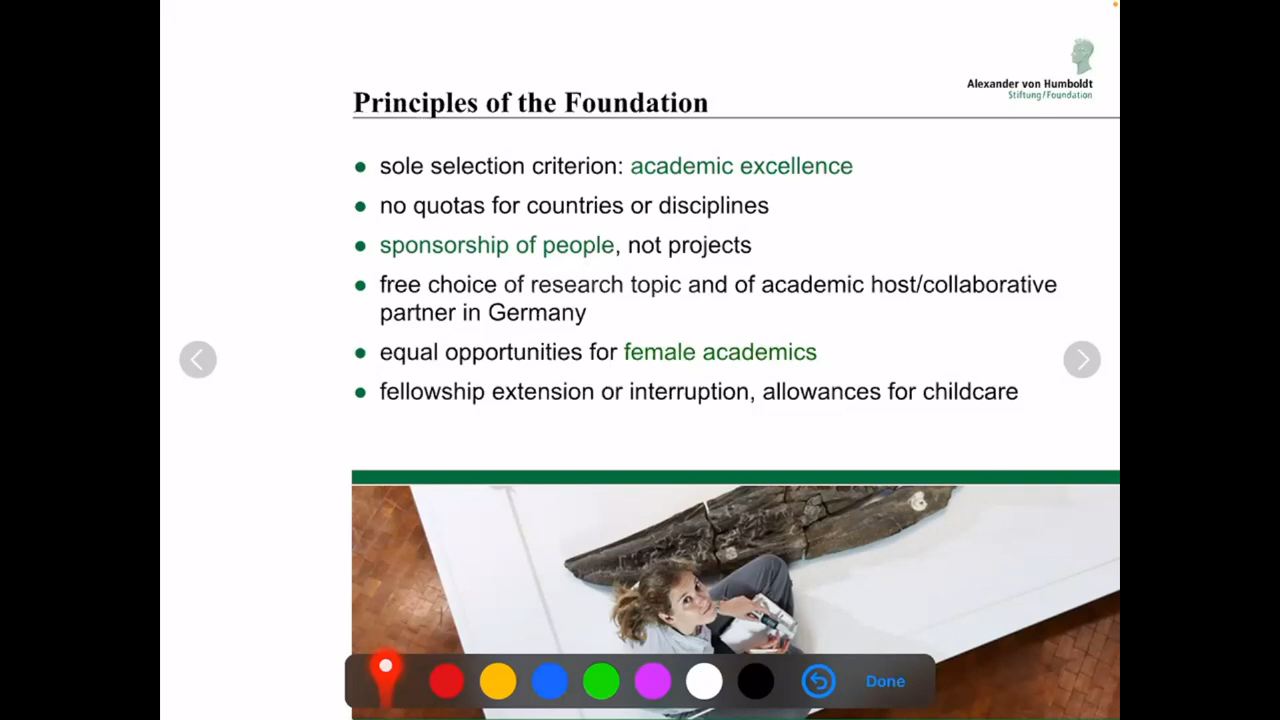 Alexander von Humboldt
Stiftung/Foundation
Principles of the Foundation
sole selection criterion: academic excellence
no quotas for countries or disciplines
sponsorship of people, not projects
free choice of research topic and of academic host/collaborative
partner in Germany
equal opportunities for female academics
fellowship extension or interruption, allowances for childcare
Done